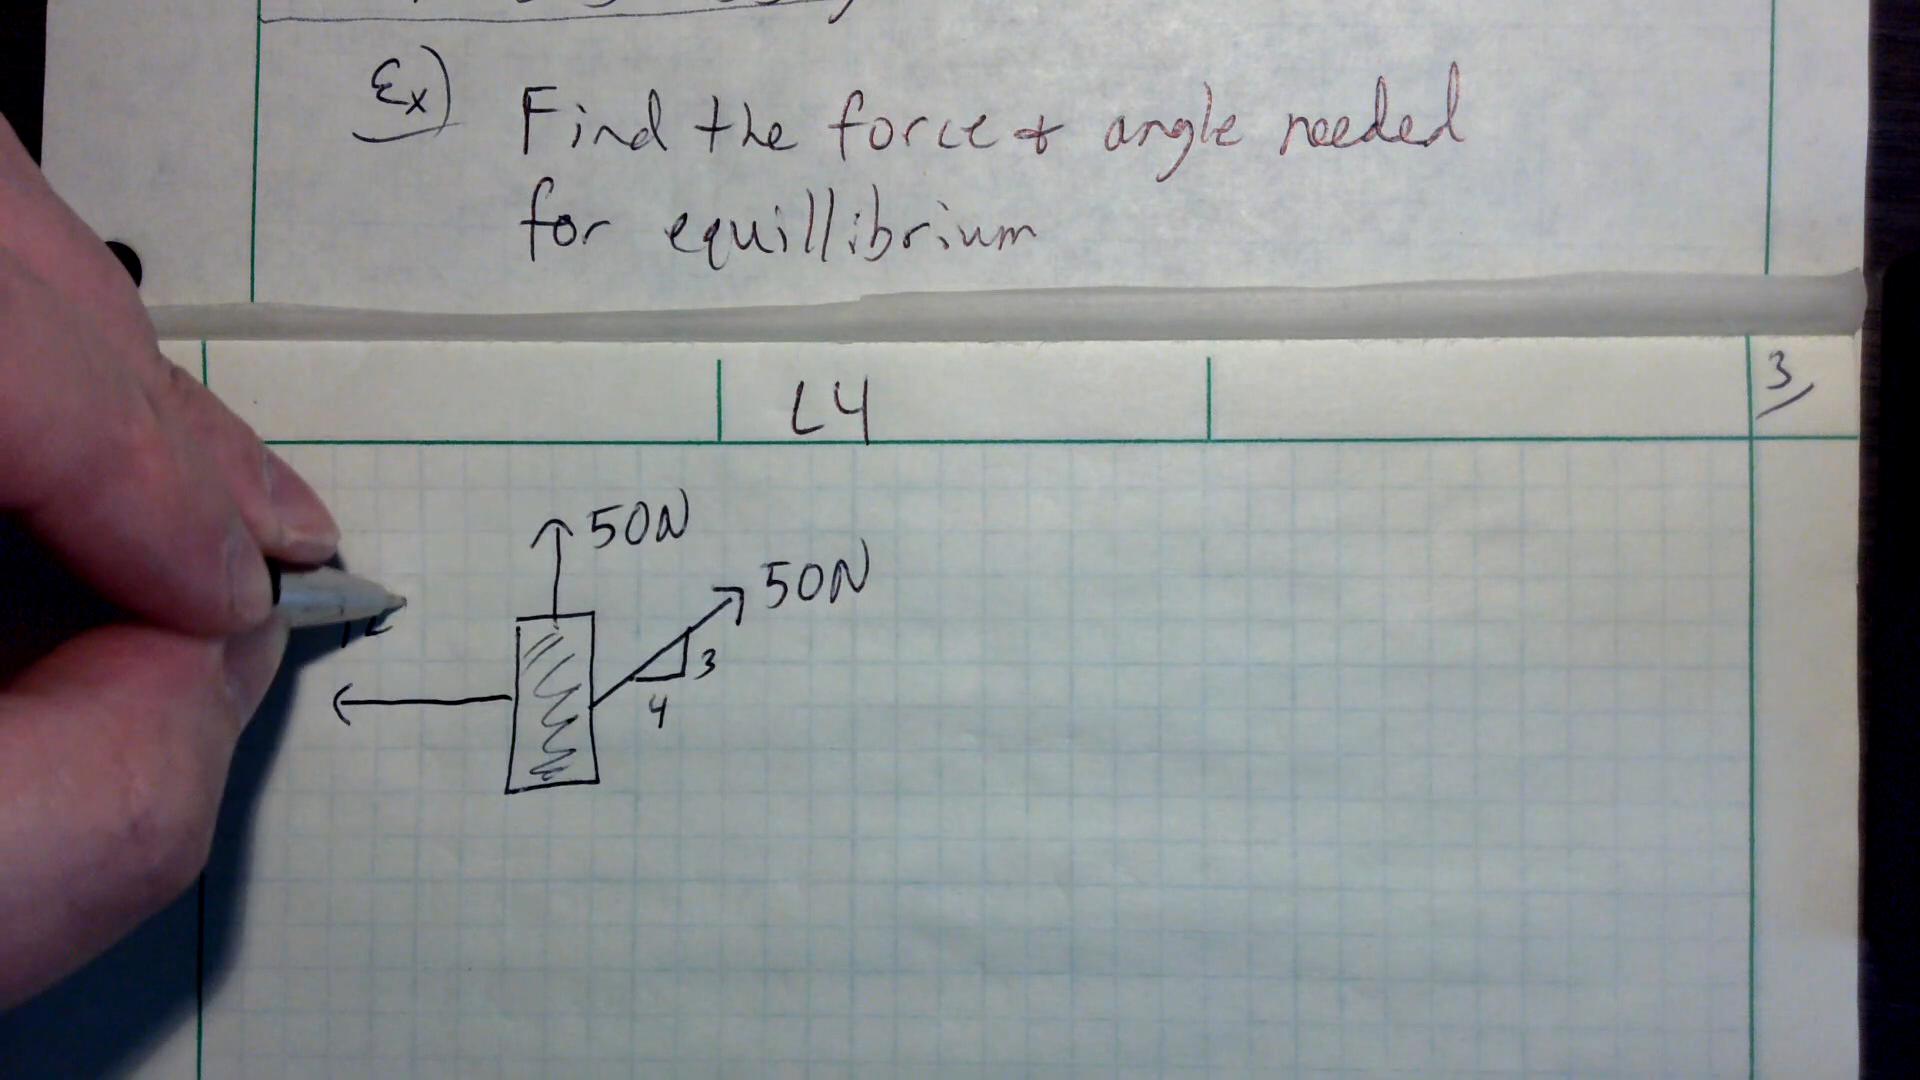 Ex) Find the force & angle needed
for equillibrium
L4
3/
50N
50N
3
4